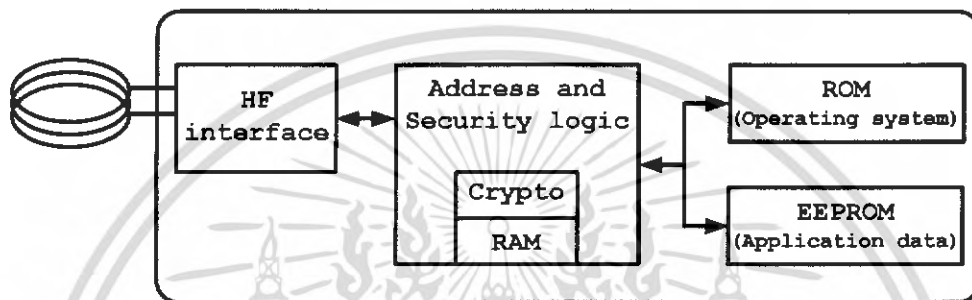 HF
interface
Address and
Security logic
Crypto
RAM
ROM
(Operating system)
EEPROM
(Application data)